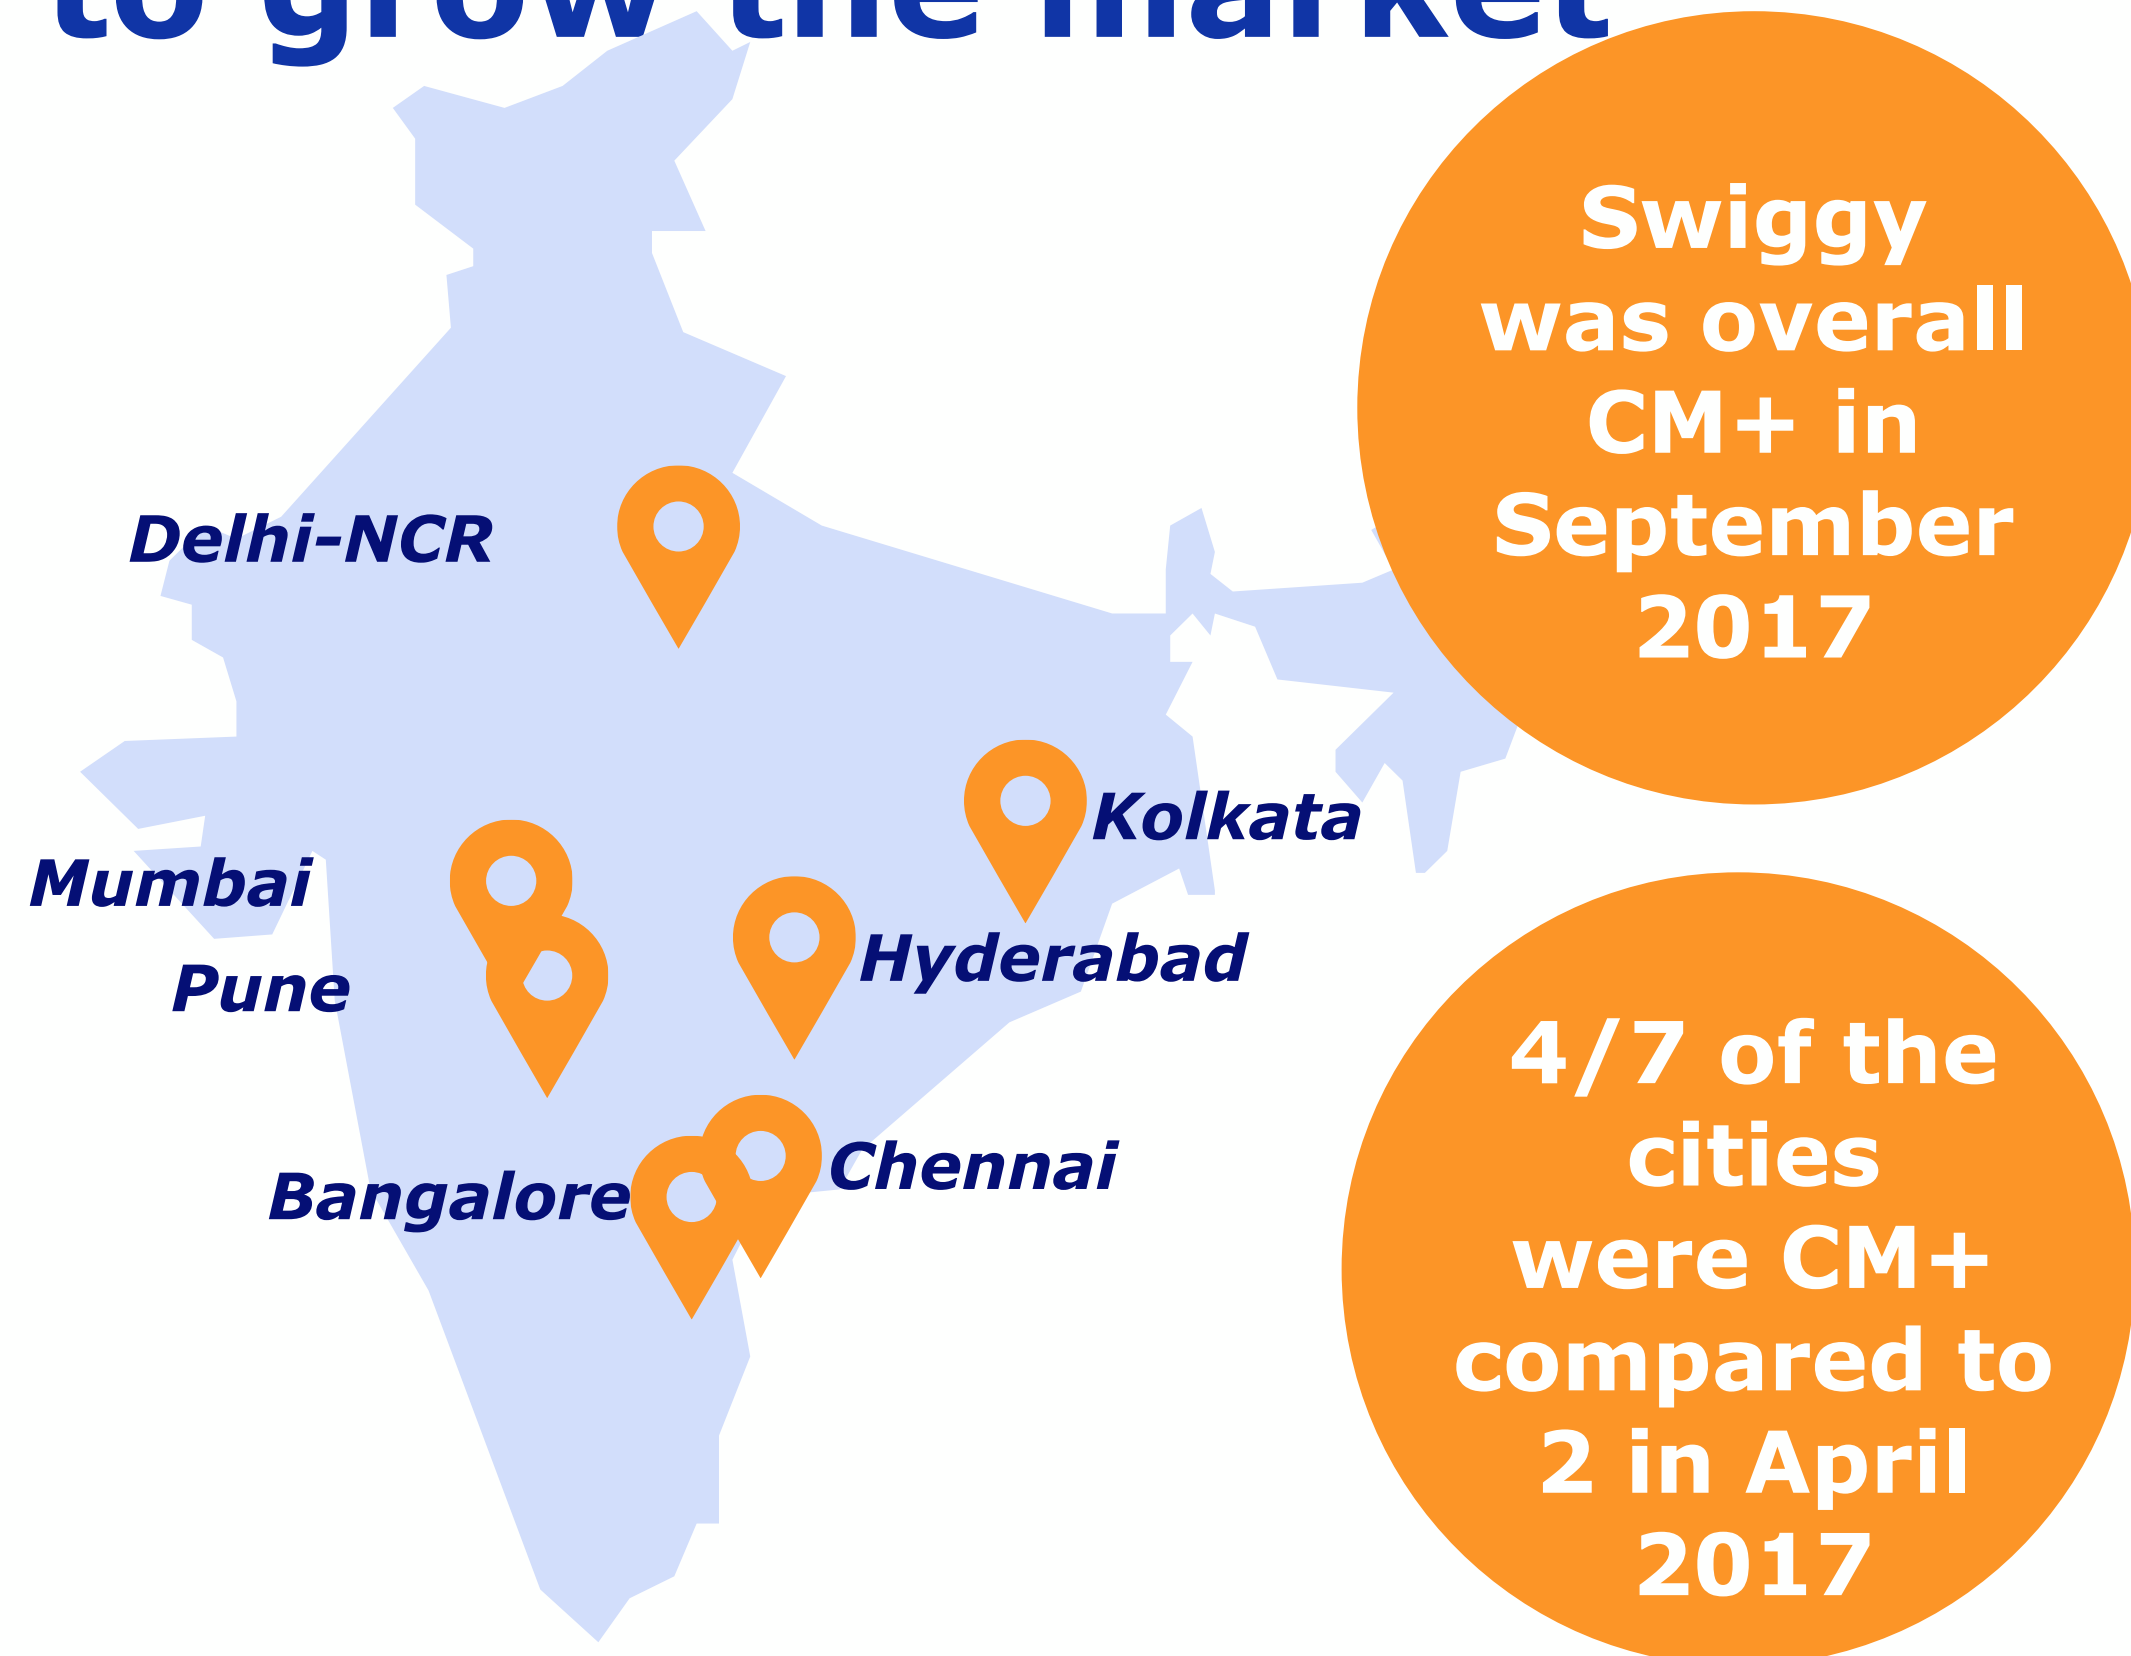 to grow the market
Swiggy
was overall
CM+ in
September
2017
Delhi-NCR
Kolkata
Mumbai
Hyderabad
Pune
Chennai
Bangalore
4/7 of the
cities
were CM+
compared to
2 in April
2017